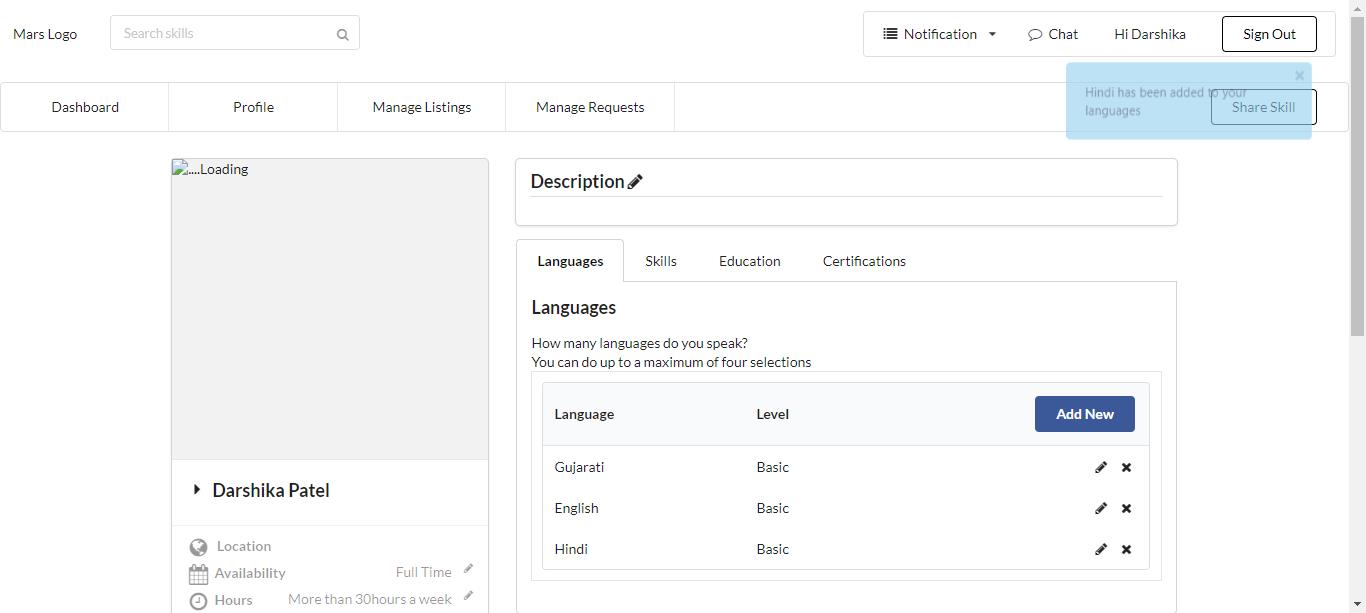 Mars Logo
Search skills
Notification
Chat
Hi Darshika
Sign Out
Dashboard
Profile
Manage Listings
Manage Requests
Hindi has been added to your
languages
Share Skill
....Loading
Description
Languages
Skills
Education
Certifications
Languages
How many languages do you speak?
You can do up to a maximum of four selections
Language Level Add New
Gujarati Basic
English Basic
Hindi Basic
Darshika Patel
Location
Availability Full Time
Hours More than 30hours a week